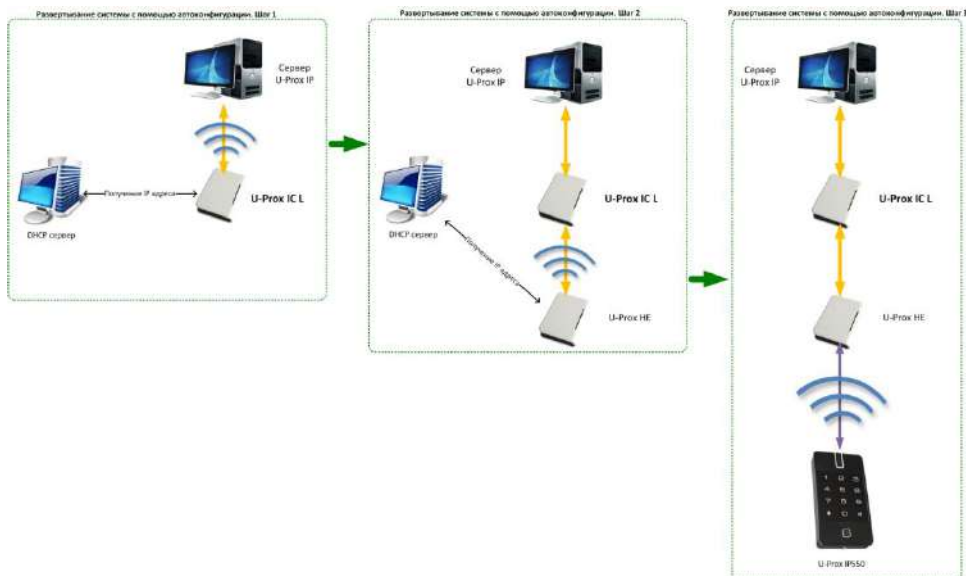 Развертывание системы с помощью автоконфигурации. Шаг 1
Сервер
U-Prox IP
Получение IP адреса
U-Prox IC L
DHCP сервер
Развертывание системы с помощью автоконфигурации. Шаг 2
Сервер
U-Prox IP
U-Prox IC L
DHCP сервер
Получение IP адреса
U-Prox HE
Развертывание системы с помощью автоконфигурации. Шаг 3
Сервер
U-Prox IP
U-Prox IC L
U-Prox HE
U-Prox IP550